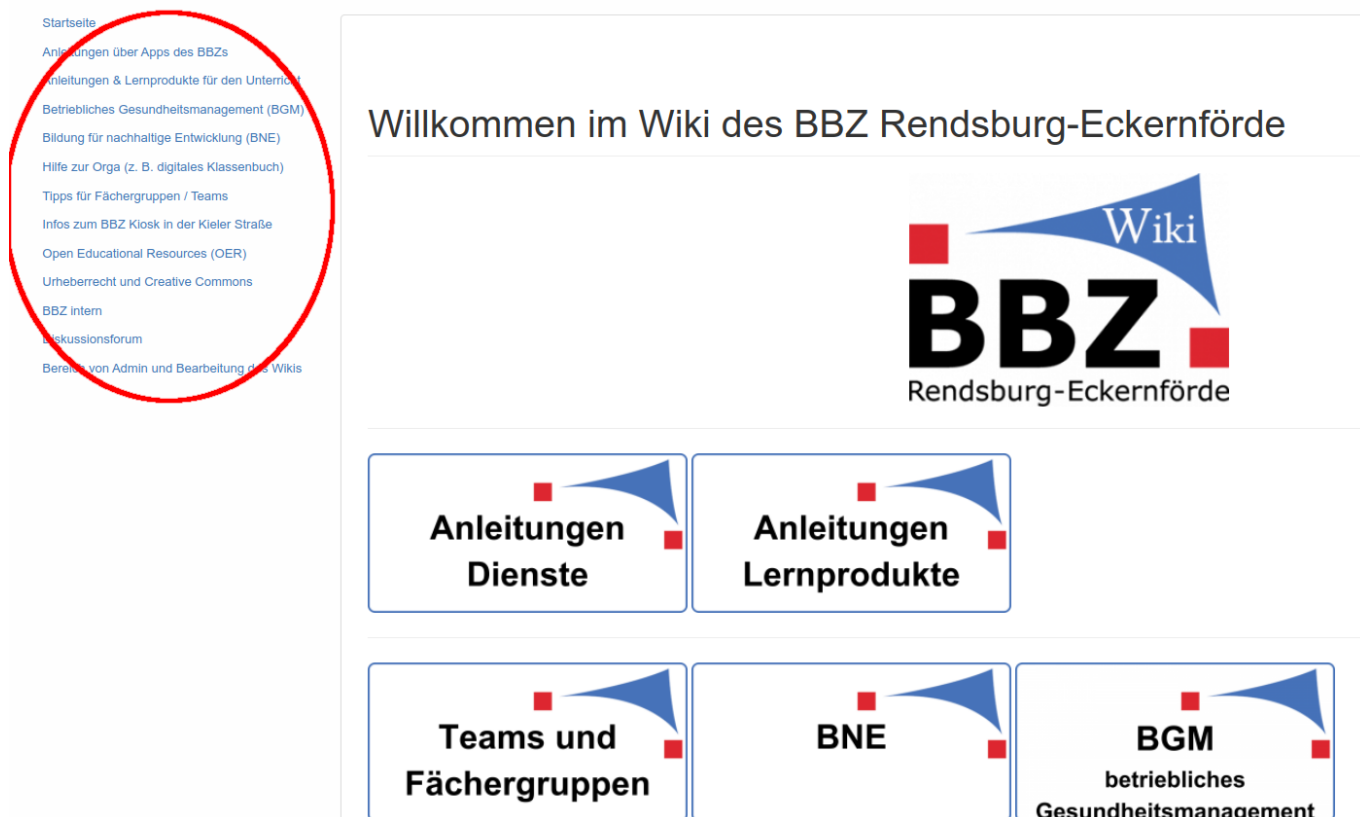 Startseite
Anleitungen über Apps des BBZs
Anleitungen & Lernprodukte für den Unterricht
Betriebliches Gesundheitsmanagement (BGM)
Bildung für nachhaltige Entwicklung (BNE)
Hilfe zur Orga (z. B. digitales Klassenbuch)
Tipps für Fächergruppen / Teams
Infos zum BBZ Kiosk in der Kieler Straße
Open Educational Resources (OER)
Urheberrecht und Creative Commons
BBZ intern
Diskussionsforum
Bereich von Admin und Bearbeitung des Wikis
Willkommen im Wiki des BBZ Rendsburg-Eckernförde
Wiki
BBZ
Rendsburg-Eckernförde
Anleitungen
Dienste
Anleitungen
Lernprodukte
Teams und
Fächergruppen
BNE
BGM
betriebliches
Gesundheitsmanagement